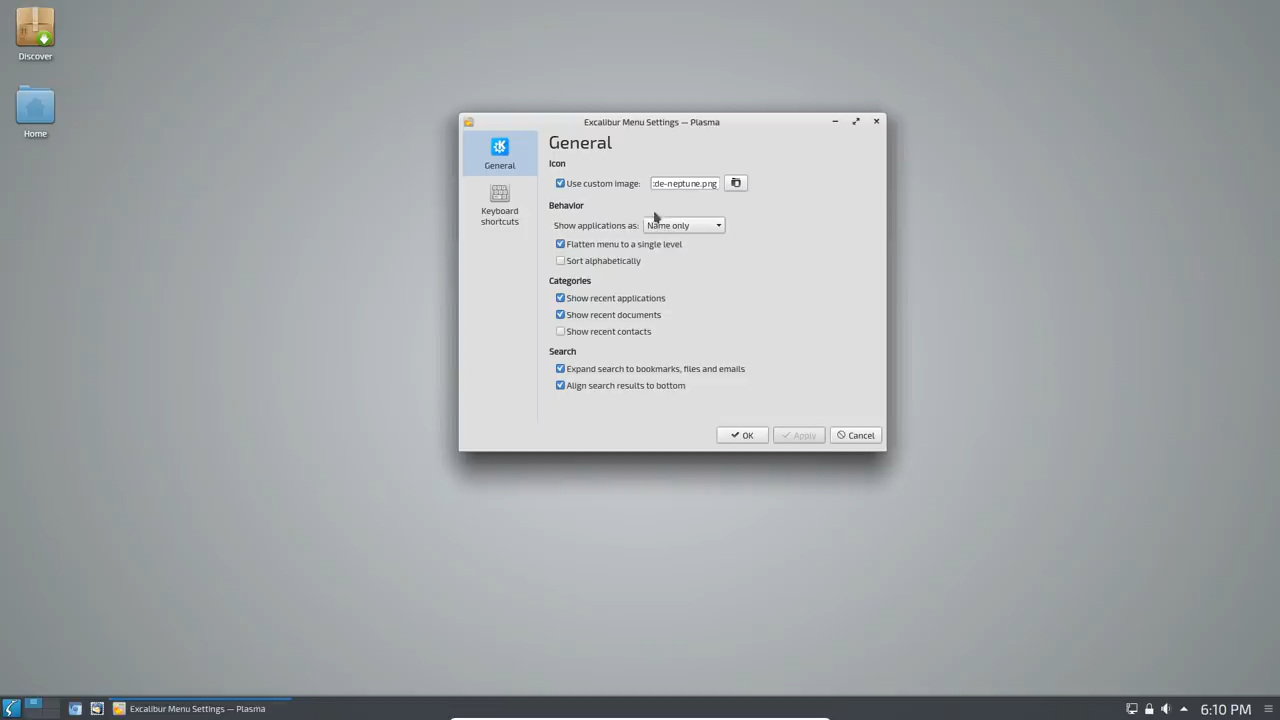 Discover
Home
Excalibur Menu Settings — Plasma
General
Keyboard
shortcuts
General
Icon
Use custom image:
:de-neptune.png
Behavior
Show applications as:
Name only
Flatten menu to a single level
Sort alphabetically
Categories
Show recent applications
Show recent documents
Show recent contacts
Search
Expand search to bookmarks, files and emails
Align search results to bottom
OK
Apply
Cancel
Excalibur Menu Settings — Plasma
6:10 PM